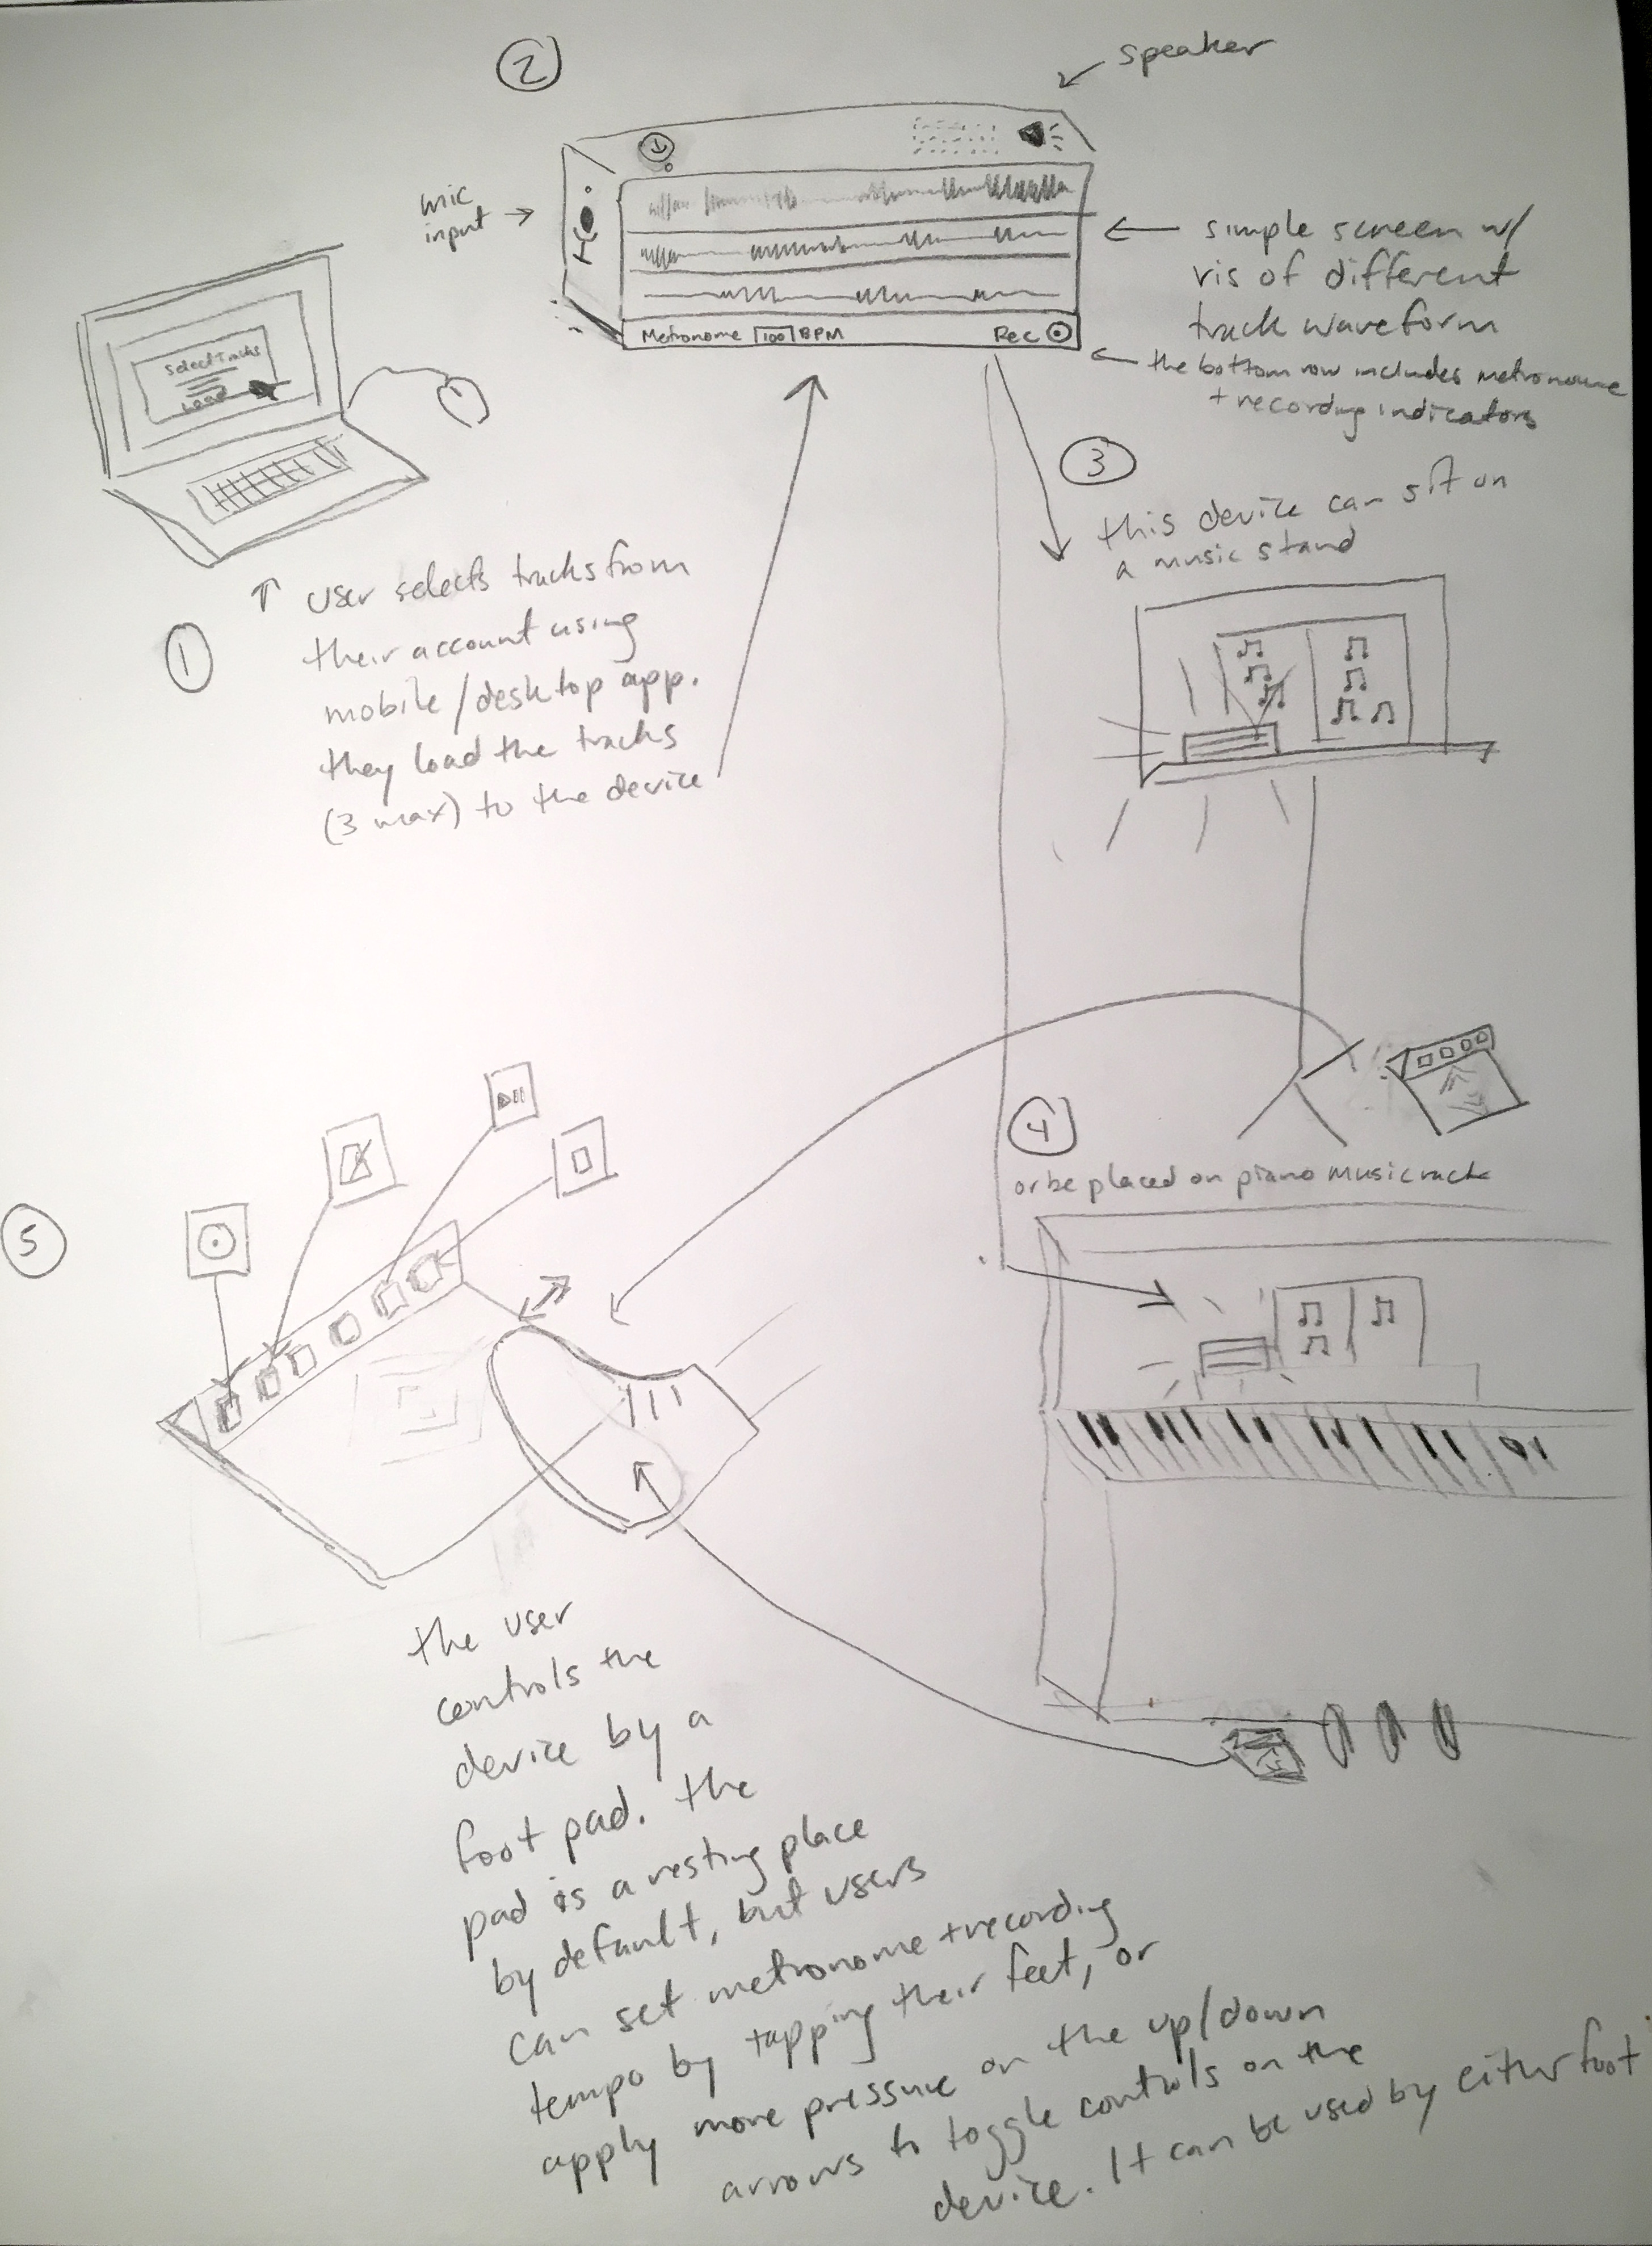 2
speaker
mic
input
simple screen w/
vis of different
track waveform
Metronome 100 BPM
Rec
the bottom row includes metronome
+ recording indicators
Select Tracks
Load
1
user selects tracks from
their account using
mobile/desktop app.
they load the tracks
(3 max) to the device
3
this device can sit on
a music stand
4
or be placed on piano music rack
5
the user
controls the
device by a
foot pad. the
pad is a resting place
by default, but users
can set metronome + recording
tempo by tapping their feet, or
apply more pressure on the up/down
arrows to toggle controls on the
device. It can be used by either foot